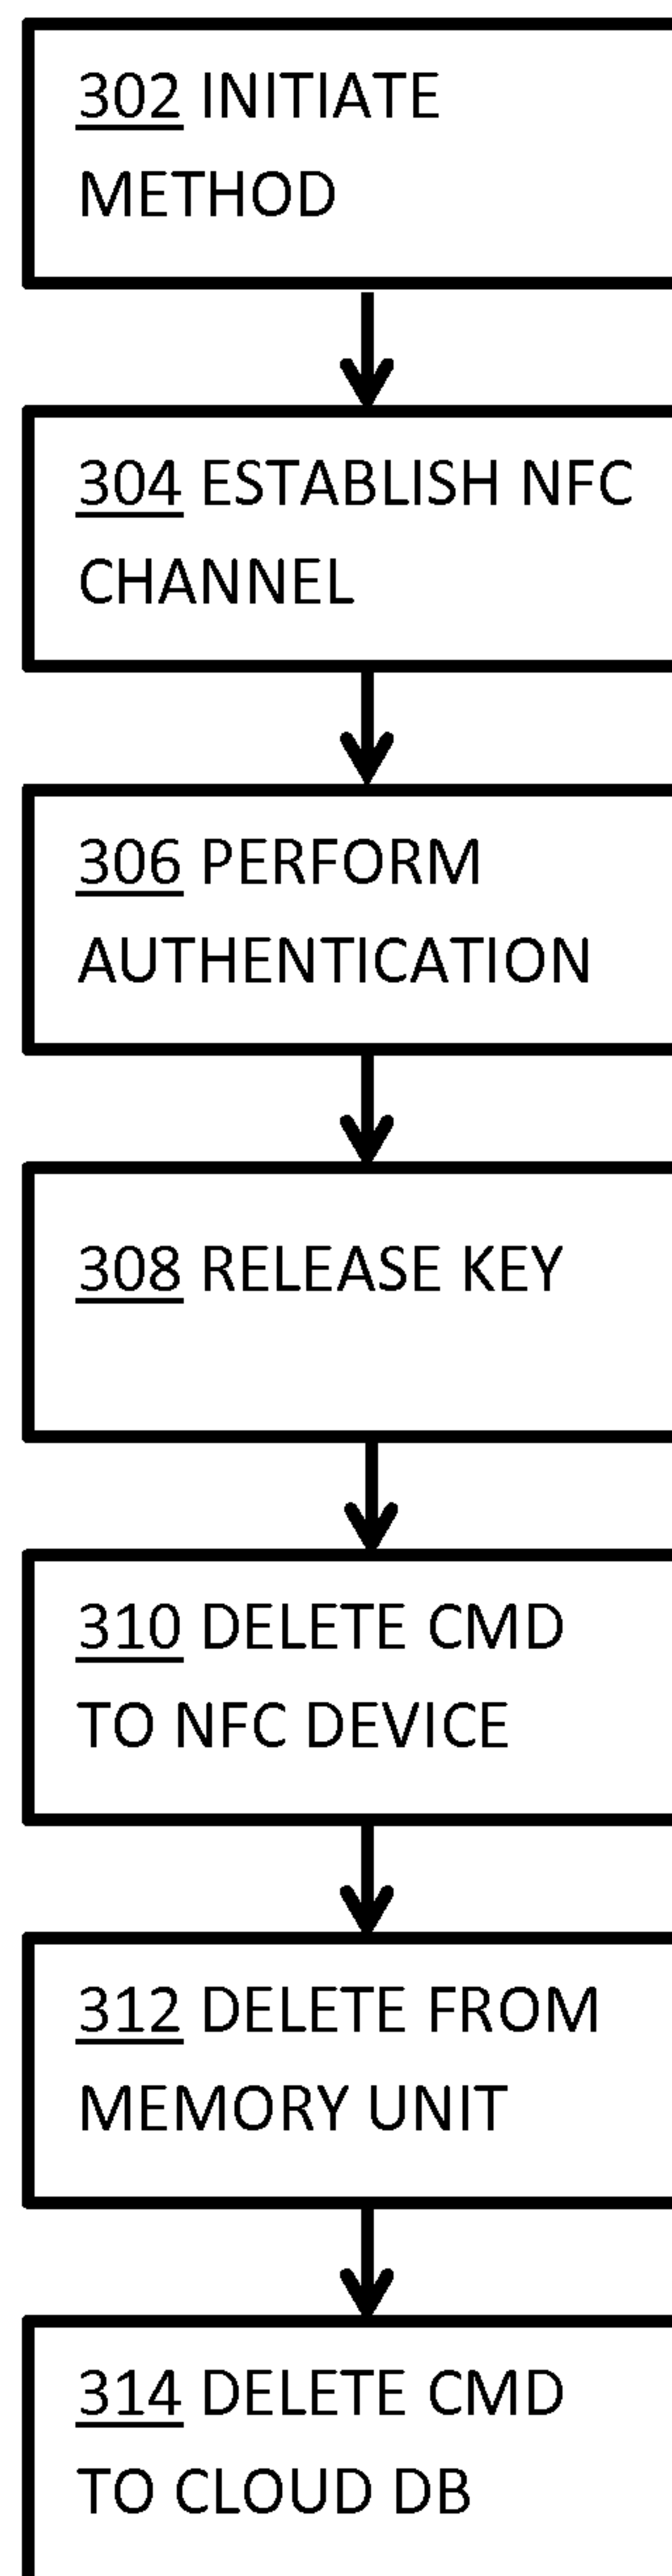 302 INITIATE
METHOD
304 ESTABLISH NFC
CHANNEL
306 PERFORM
AUTHENTICATION
308 RELEASE KEY
310 DELETE CMD
TO NFC DEVICE
312 DELETE FROM
MEMORY UNIT
314 DELETE CMD
TO CLOUD DB